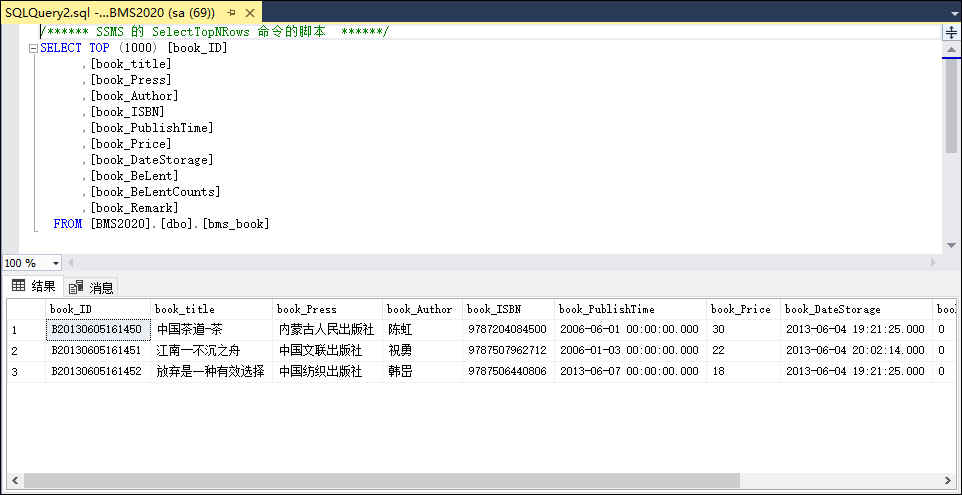 SQLQuery2.sql -...BMS2020 (sa (69))
/****** SSMS 的 SelectTopNRows 命令的脚本  ******/
SELECT TOP (1000) [book_ID]
,[book_title]
,[book_Press]
,[book_Author]
,[book_ISBN]
,[book_PublishTime]
,[book_Price]
,[book_DateStorage]
,[book_BeLent]
,[book_BeLentCounts]
,[book_Remark]
FROM [BMS2020].[dbo].[bms_book]
100 %
结果 消息
book_ID book_title book_Press book_Author book_ISBN book_PublishTime book_Price book_DateStorage boo
1 B20130605161450 中国茶道-茶 内蒙古人民出版社 陈虹 9787204084500 2006-06-01 00:00:00.000 30 2013-06-04 19:21:25.000 0
2 B20130605161451 江南一不沉之舟 中国文联出版社 祝勇 9787507962712 2006-01-03 00:00:00.000 22 2013-06-04 20:02:14.000 0
3 B20130605161452 放弃是一种有效选择 中国纺织出版社 9787506440806 2013-06-07 00:00:00.000 18 2013-06-04 19:21:25.000 0